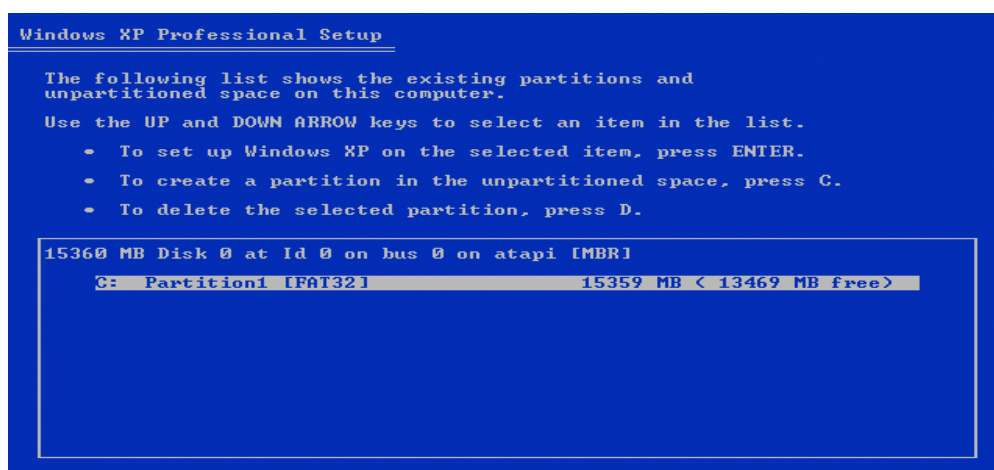 Windows XP Professional Setup
The following list shows the existing partitions and
unpartitioned space on this computer.
Use the UP and DOWN ARROW keys to select an item in the list.
• To set up Windows XP on the selected item, press ENTER.
• To create a partition in the unpartitioned space, press C.
• To delete the selected partition, press D.
15360 MB Disk 0 at Id 0 on bus 0 on atapi [MBR]
C: Partition1 [FAT32] 15359 MB ( 13469 MB free)